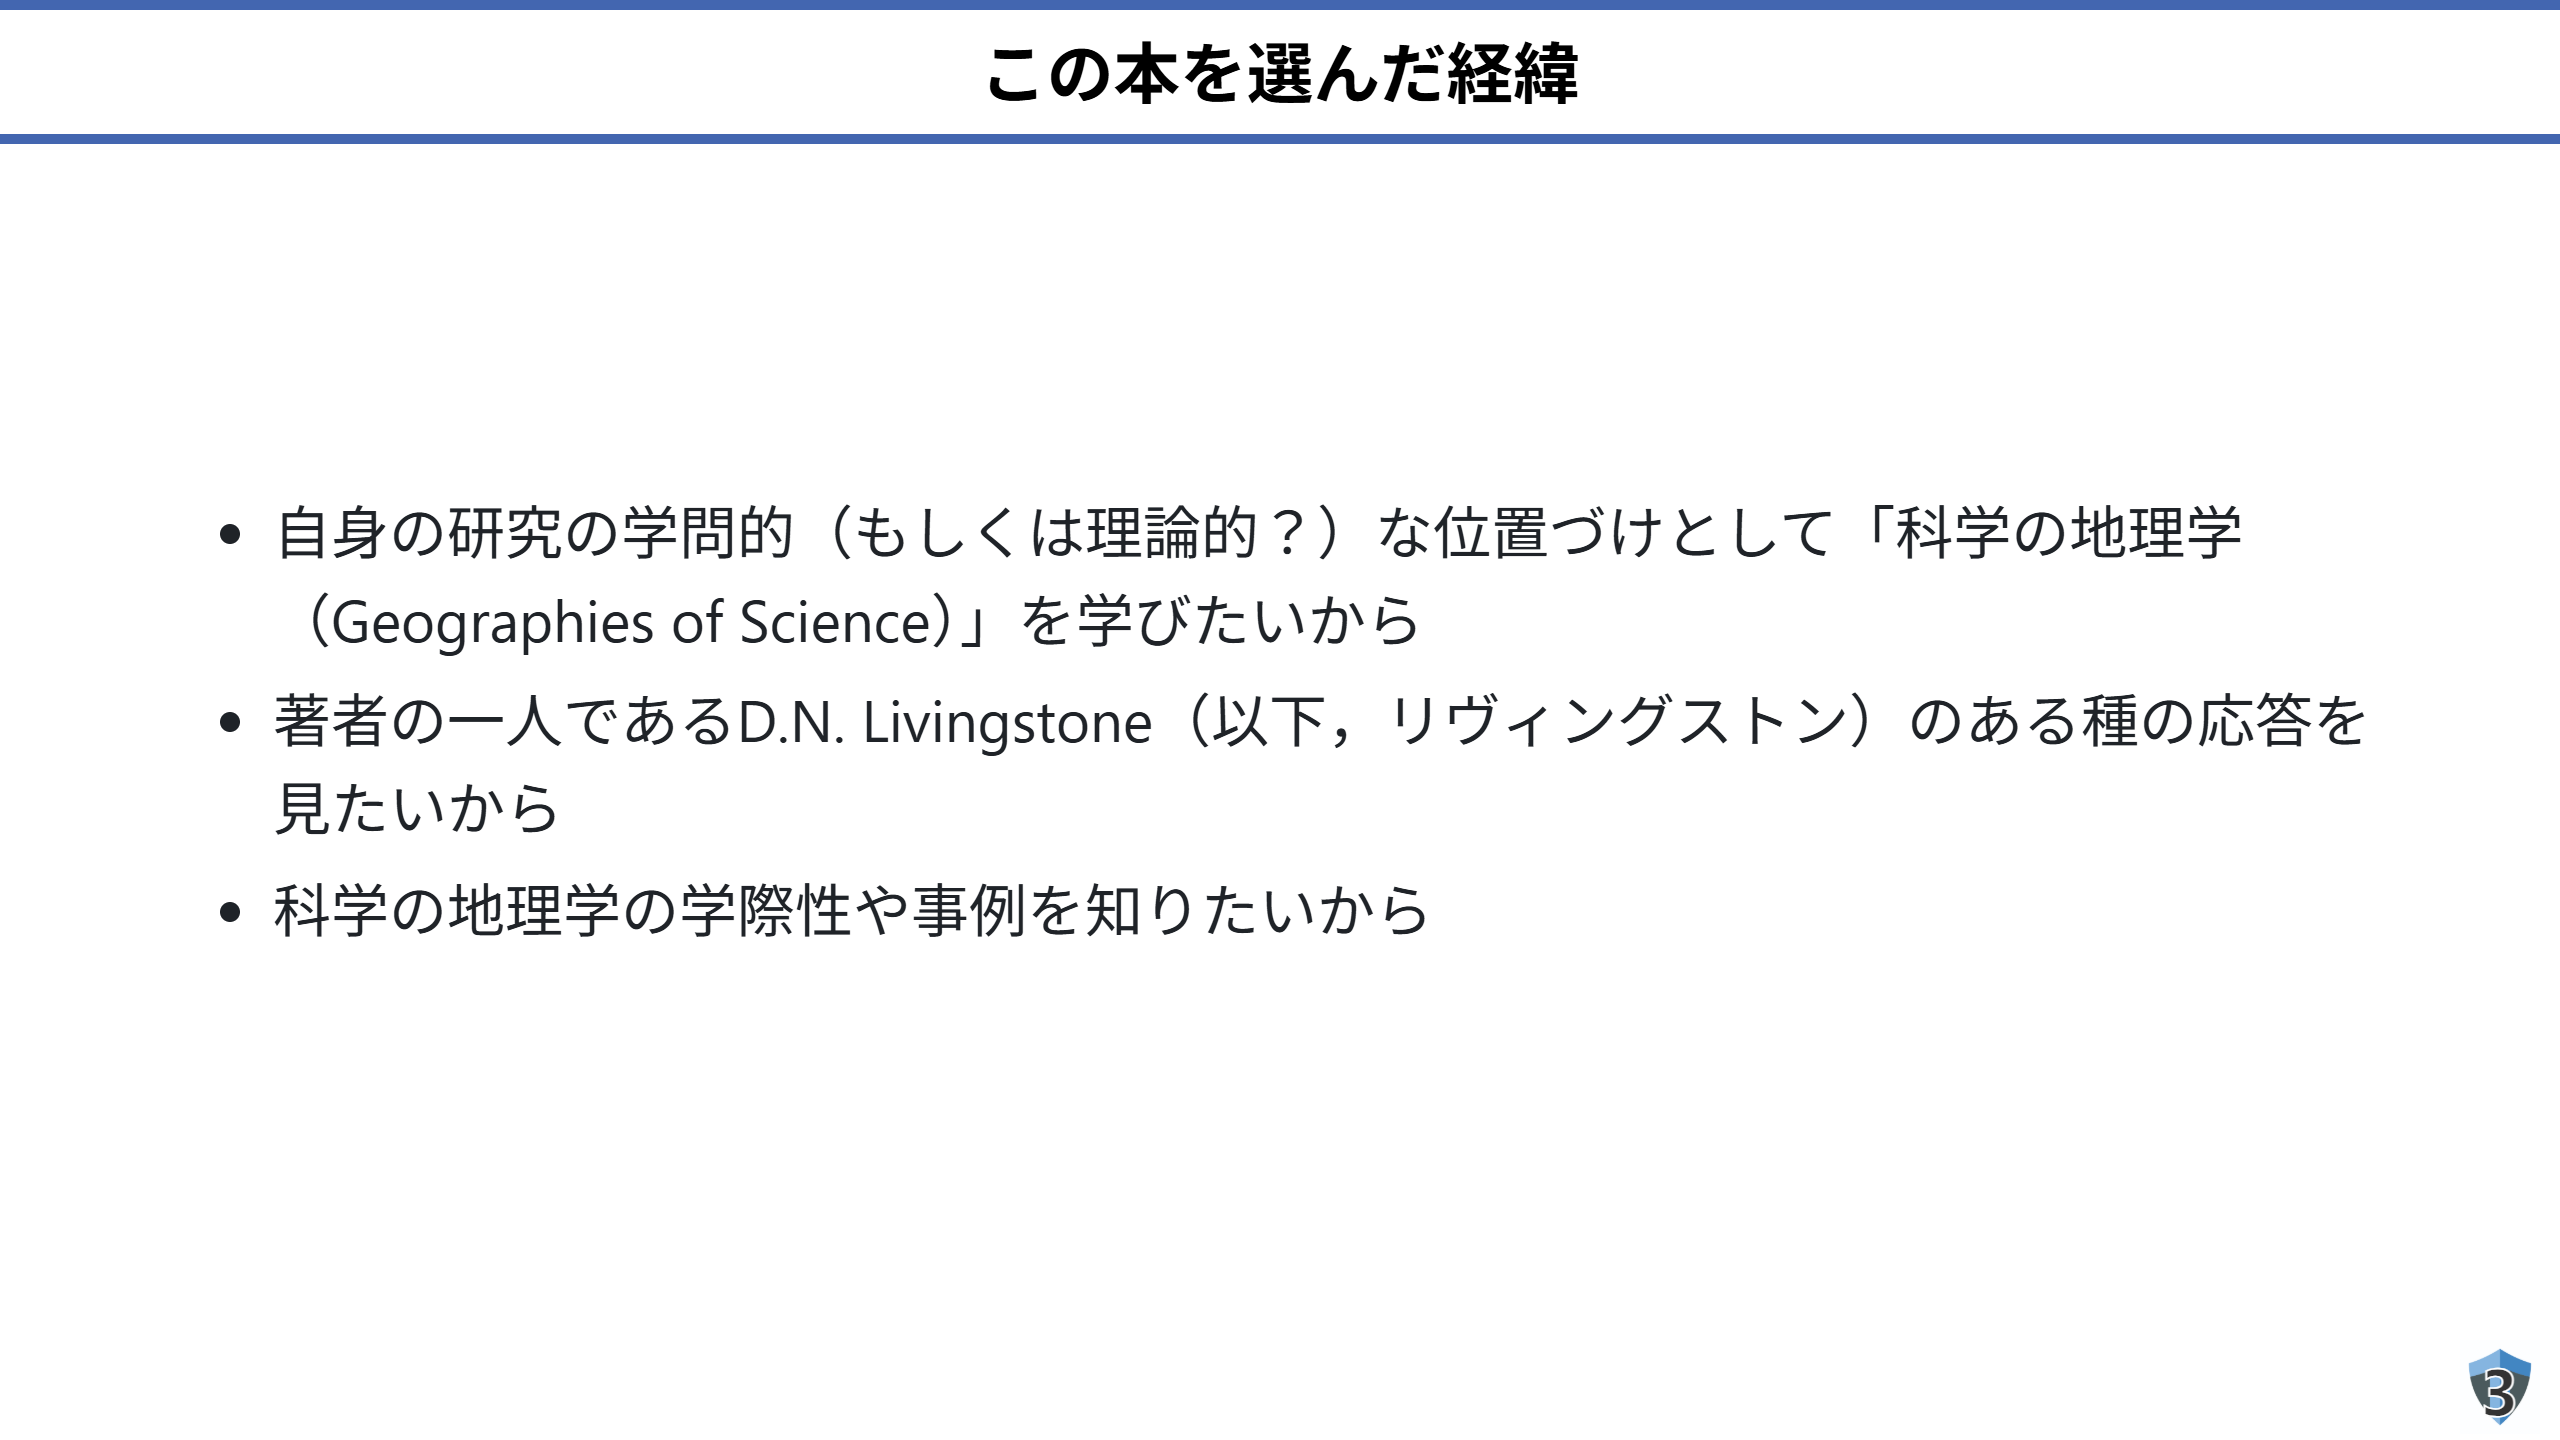 この本を選んだ経緯
• 自身の研究の学問的（もしくは理論的？）な位置づけとして「科学の地理学
（Geographies of Science）」を学びたいから
• 著者の一人であるD.N. Livingstone（以下，リヴィングストン）のある種の応答を
見たいから
• 科学の地理学の学際性や事例を知りたいから
3